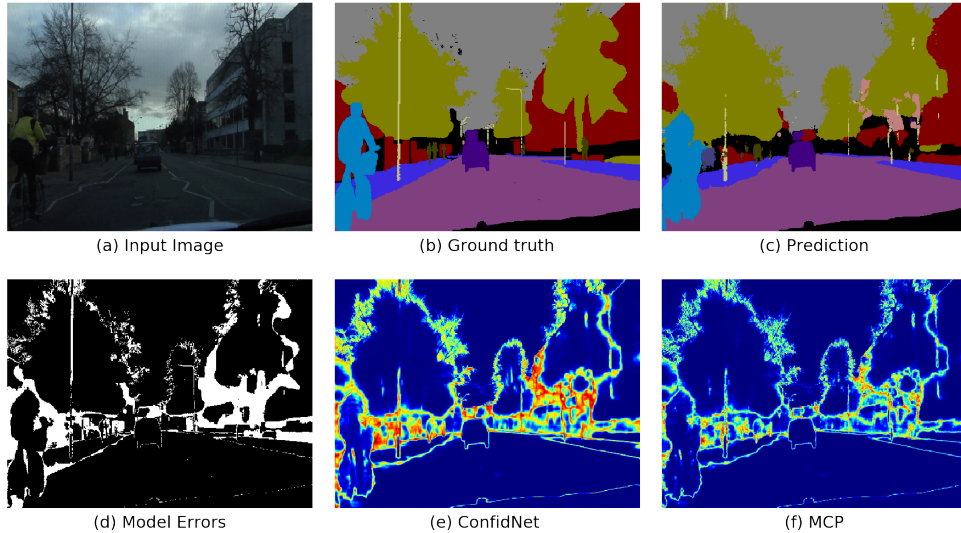 (a) Input Image
(b) Ground truth
(c) Prediction
(d) Model Errors
(e) ConfidNet
(f) MCP